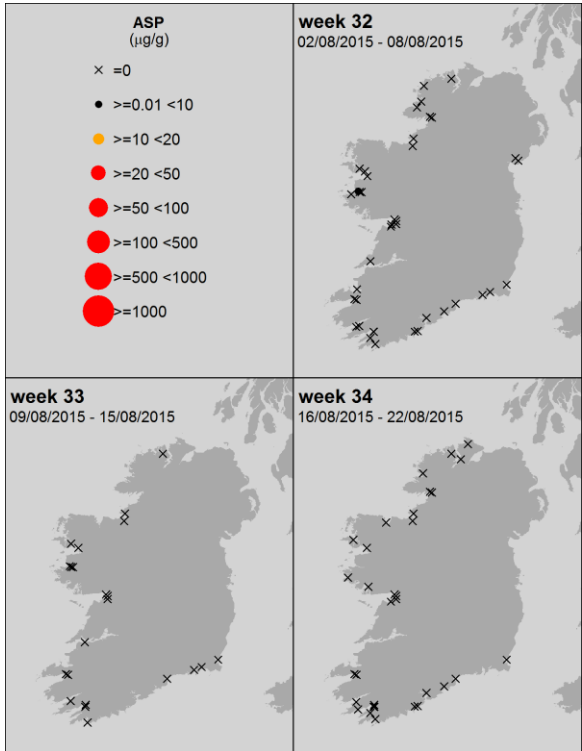 ASP
(μg/g)
=0
>=0.01 <10
>=10 <20
>=20 <50
>=50 <100
>=100 <500
>=500 <1000
>=1000
week 32
02/08/2015 - 08/08/2015
week 33
09/08/2015 - 15/08/2015
week 34
16/08/2015 - 22/08/2015